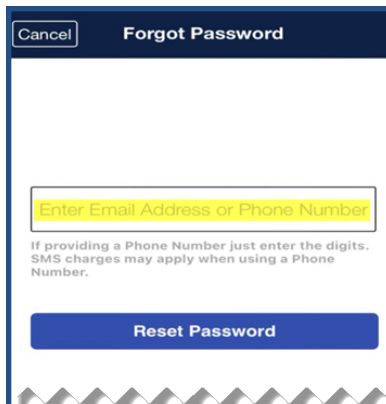 Cancel Forgot Password
Enter Email Address or Phone Number
If providing a Phone Number just enter the digits.
SMS charges may apply when using a Phone
Number.
Reset Password